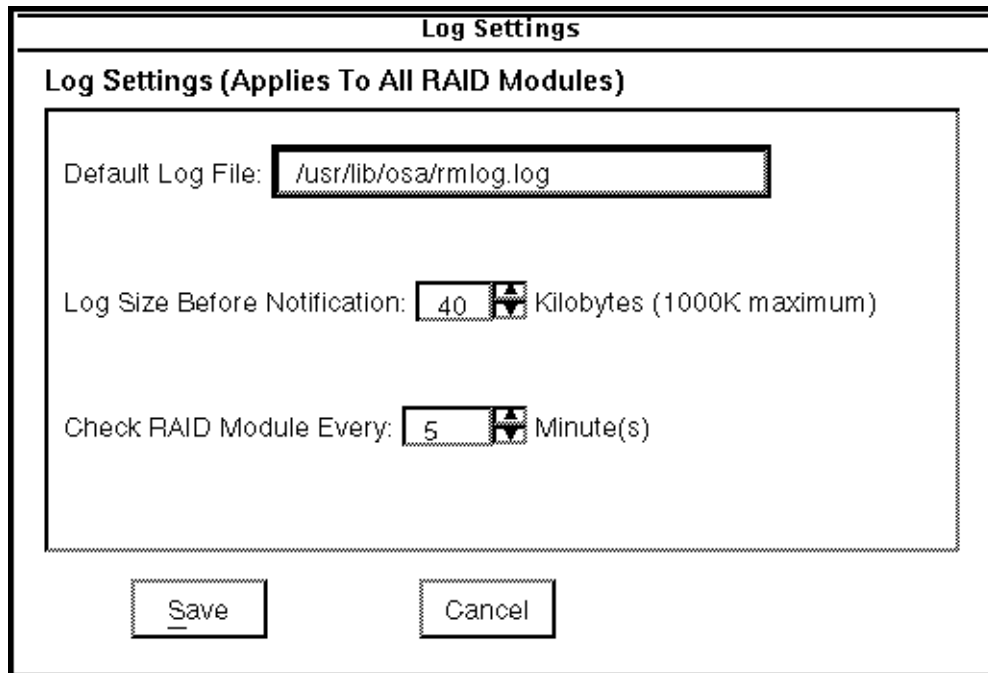 Log Settings
Log Settings (Applies To All RAID Modules)
Default Log File: /usr/lib/osa/rmlog.log
Log Size Before Notification: 40 Kilobytes (1000K maximum)
Check RAID Module Every: 5 Minute(s)
Save Cancel